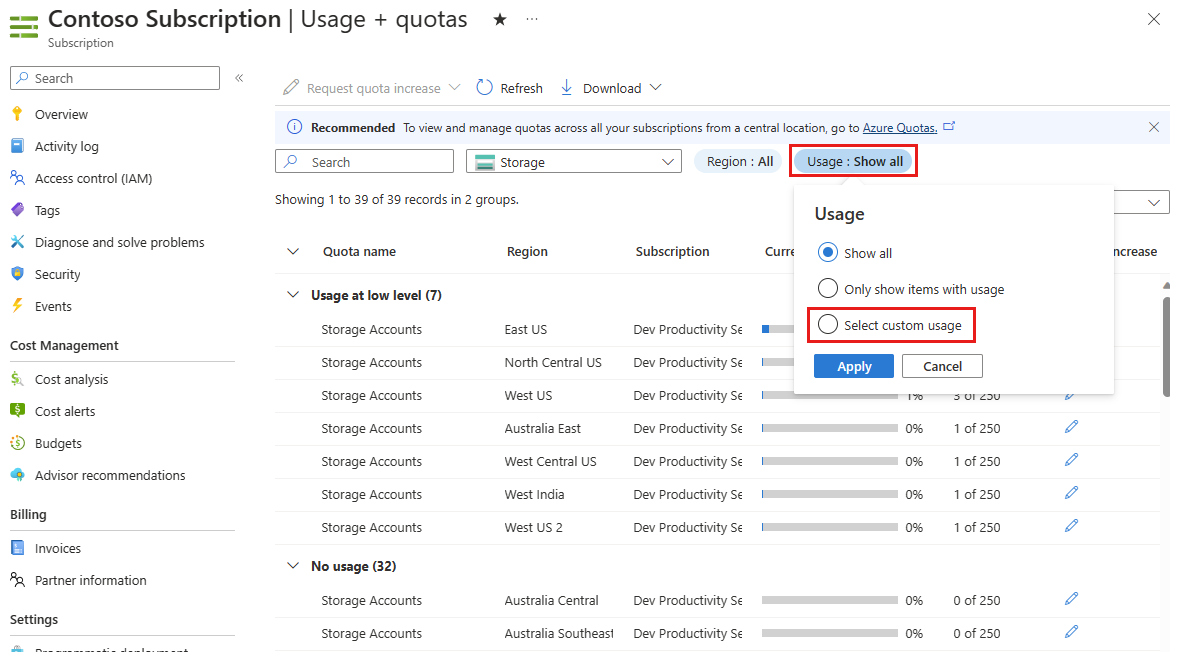 Contoso Subscription | Usage + quotas
Subscription
Search
Overview
Activity log
Access control (IAM)
Tags
Diagnose and solve problems
Security
Events
Cost Management
Cost analysis
Cost alerts
Budgets
Advisor recommendations
Billing
Invoices
Partner information
Settings
Programmatic deployment
Request quota increase Refresh Download
Recommended To view and manage quotas across all your subscriptions from a central location, go to Azure Quotas.
Search Storage Region : All Usage : Show all
Showing 1 to 39 of 39 records in 2 groups.
Usage
Show all
Only show items with usage
Select custom usage
Apply Cancel
Quota name Region Subscription Curre ncrease
Usage at low level (7)
Storage Accounts East US Dev Productivity Se
Storage Accounts North Central US Dev Productivity Se
Storage Accounts West US Dev Productivity Se 1% 3 of 250
Storage Accounts Australia East Dev Productivity Se 0% 1 of 250
Storage Accounts West Central US Dev Productivity Se 0% 1 of 250
Storage Accounts West India Dev Productivity Se 0% 1 of 250
Storage Accounts West US 2 Dev Productivity Se 0% 1 of 250
No usage (32)
Storage Accounts Australia Central Dev Productivity Se 0% 0 of 250
Storage Accounts Australia Southeast Dev Productivity Se 0% 0 of 250